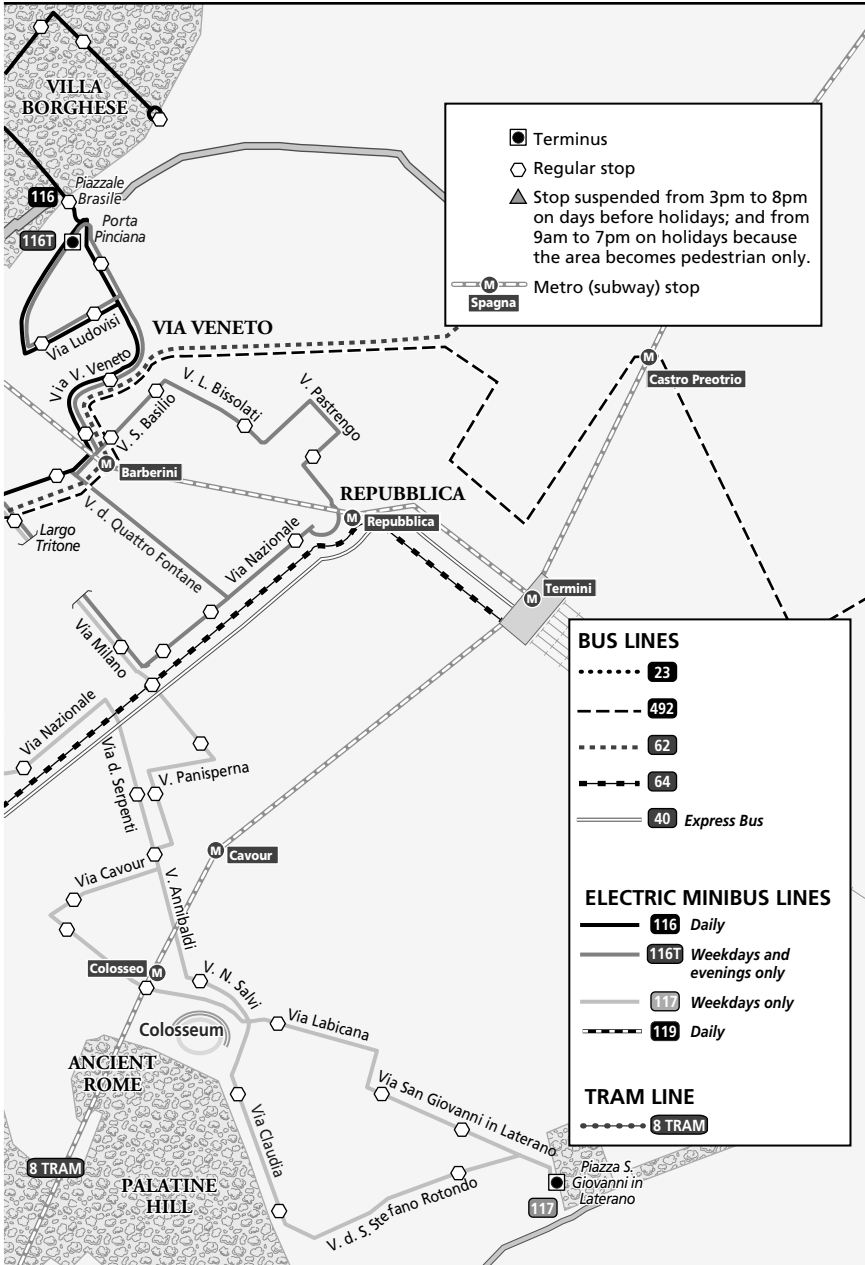 VILLA
BORGHESE
116
Piazzale
Brasile
116T
Porta
Pinciana
Via Ludovisi
VIA VENETO
Via V. Veneto
V. S. Basilio
V. L. Bissolati
V. Pastrengo
M
Barberini
Largo
Tritone
V. d. Quattro Fontane
Via Nazionale
REPUBBLICA
M
Repubblica
M
Castro Preotrio
M
Termini
Via Milano
Via Nazionale
Via d. Serpenti
V. Panisperna
M
Cavour
Via Cavour
V. Annibaldi
Colosseo
M
V. N. Salvi
Colosseum
Via Labicana
ANCIENT
ROME
Via San Giovanni in Laterano
Via Claudia
8 TRAM
PALATINE
HILL
V. d. S. Stefano Rotondo
Piazza S.
Giovanni in
Laterano
117
Terminus
Regular stop
Stop suspended from 3pm to 8pm
on days before holidays; and from
9am to 7pm on holidays because
the area becomes pedestrian only.
M
Spagna
Metro (subway) stop
BUS LINES
23
492
62
64
40 Express Bus
ELECTRIC MINIBUS LINES
116 Daily
116T Weekdays and
evenings only
117 Weekdays only
119 Daily
TRAM LINE
8 TRAM